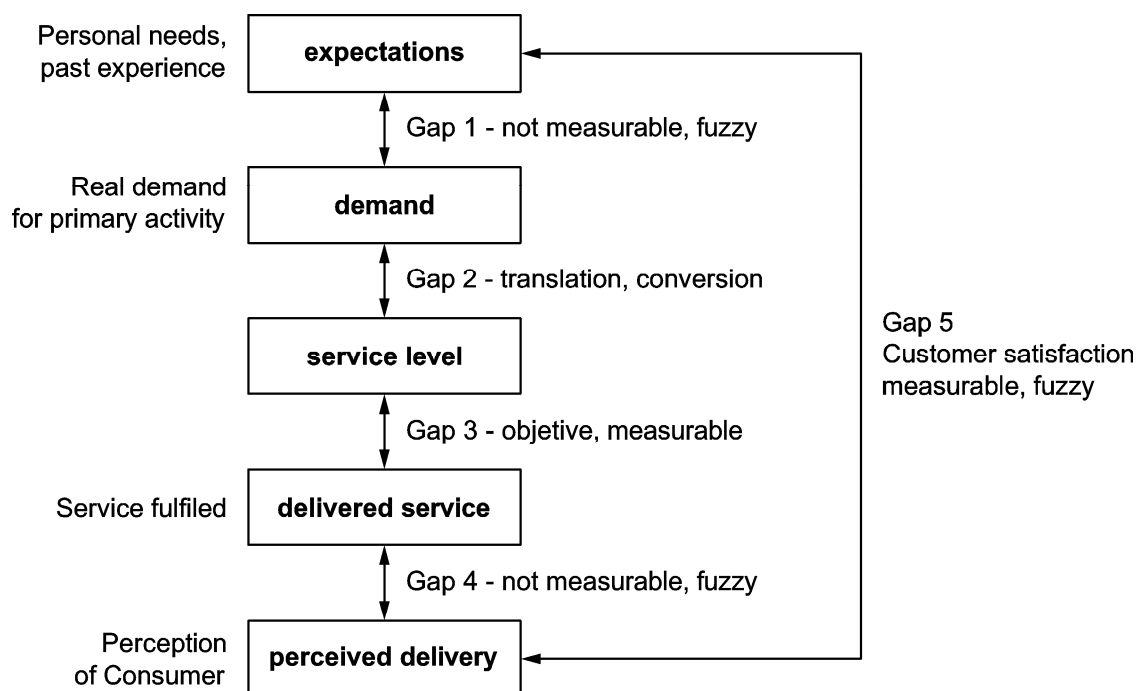 Personal needs,
past experience
expectations
Gap 1 - not measurable, fuzzy
Real demand
for primary activity
demand
Gap 2 - translation, conversion
service level
Gap 5
Customer satisfaction
measurable, fuzzy
Gap 3 - objetive, measurable
Service fulfiled
delivered service
Gap 4 - not measurable, fuzzy
Perception
of Consumer
perceived delivery